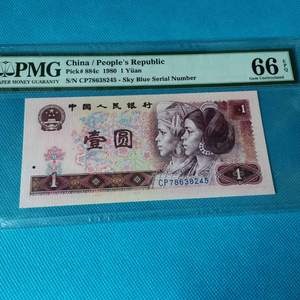 PMG
PAPER MONEY GUARANTY
China / People's Republic
Pick# 884c 1980 1 Yüan
S/N CP78638245 - Sky Blue Serial Number
66 EPQ
Gem Uncirculated
中国人民银行
壹圆
1
1
CP78638245